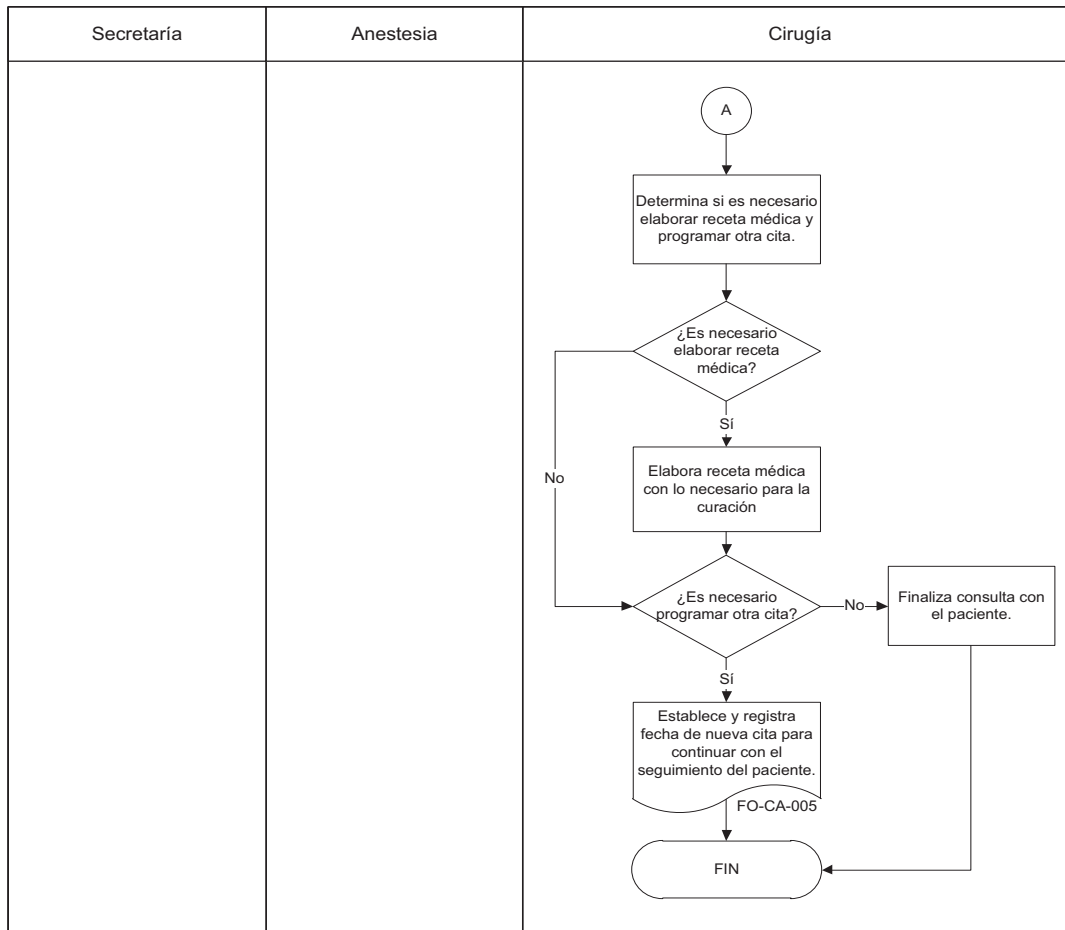 Secretaría
Anestesia
Cirugía
A
Determina si es necesario
elaborar receta médica y
programar otra cita.
¿Es necesario
elaborar receta
médica?
Sí
No
Elabora receta médica
con lo necesario para la
curación
¿Es necesario
programar otra cita?
No
Finaliza consulta con
el paciente.
Sí
Establece y registra
fecha de nueva cita para
continuar con el
seguimiento del paciente.
FO-CA-005
FIN